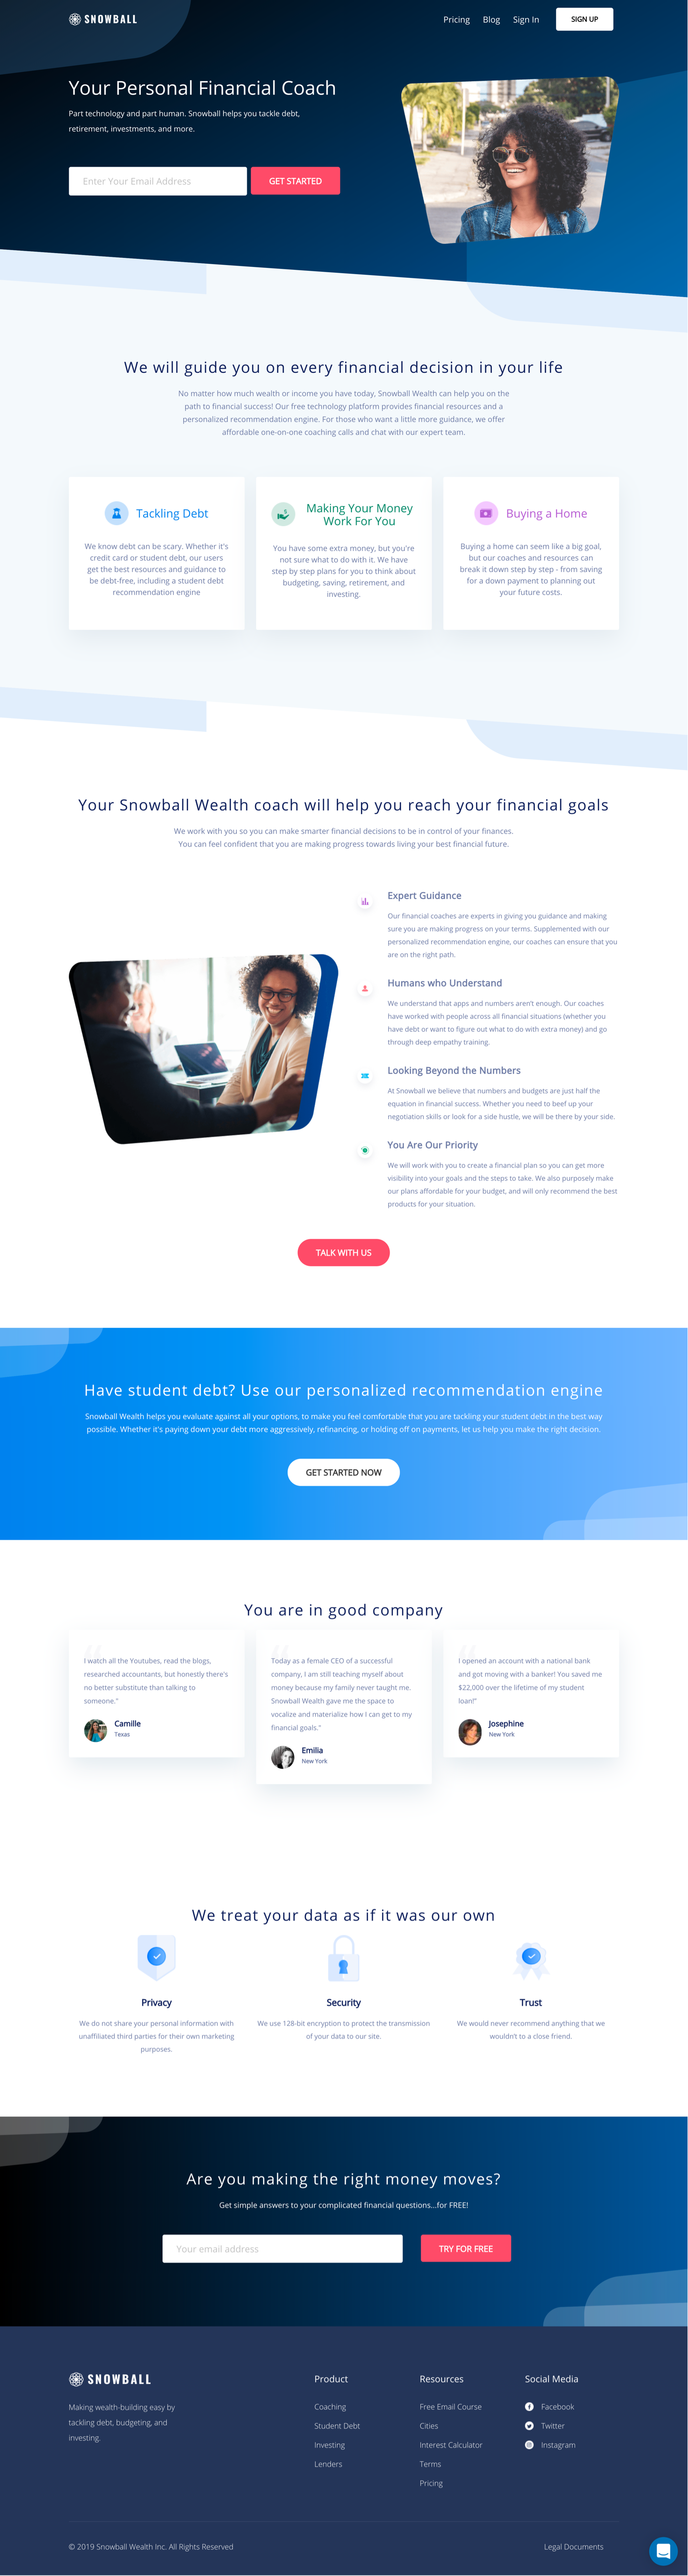 SNOWBALL
Pricing Blog Sign In SIGN UP
Your Personal Financial Coach
Part technology and part human. Snowball helps you tackle debt,
retirement, investments, and more.
Enter Your Email Address GET STARTED
We will guide you on every financial decision in your life
No matter how much wealth or income you have today, Snowball Wealth can help you on the
path to financial success! Our free technology platform provides financial resources and a
personalized recommendation engine. For those who want a little more guidance, we offer
affordable one-on-one coaching calls and chat with our expert team.
Tackling Debt
We know debt can be scary. Whether it's
credit card or student debt, our users
get the best resources and guidance to
be debt-free, including a student debt
recommendation engine
Making Your Money
Work For You
You have some extra money, but you're
not sure what to do with it. We have
step by step plans for you to think about
budgeting, saving, retirement, and
investing.
Buying a Home
Buying a home can seem like a big goal,
but our coaches and resources can
break it down step by step - from saving
for a down payment to planning out
your future costs.
Your Snowball Wealth coach will help you reach your financial goals
We work with you so you can make smarter financial decisions to be in control of your finances.
You can feel confident that you are making progress towards living your best financial future.
Expert Guidance
Our financial coaches are experts in giving you guidance and making
sure you are making progress on your terms. Supplemented with our
personalized recommendation engine, our coaches can ensure that you
are on the right path.
Humans who Understand
We understand that apps and numbers aren't enough. Our coaches
have worked with people across all financial situations (whether you
have debt or want to figure out what to do with extra money) and go
through deep empathy training.
Looking Beyond the Numbers
At Snowball we believe that numbers and budgets are just half the
equation in financial success. Whether you need to beef up your
negotiation skills or look for a side hustle, we will be there by your side.
You Are Our Priority
We will work with you to create a financial plan so you can get more
visibility into your goals and the steps to take. We also purposely make
our plans affordable for your budget, and will only recommend the best
products for your situation.
TALK WITH US
Have student debt? Use our personalized recommendation engine
Snowball Wealth helps you evaluate against all your options, to make you feel comfortable that you are tackling your student debt in the best way
possible. Whether it's paying down your debt more aggressively, refinancing, or holding off on payments, let us help you make the right decision.
GET STARTED NOW
You are in good company
I watch all the Youtubes, read the blogs,
researched accountants, but honestly there's
no better substitute than talking to
someone."
Camille
Texas
Today as a female CEO of a successful
company, I am still teaching myself about
money because my family never taught me.
Snowball Wealth gave me the space to
vocalize and materialize how I can get to my
financial goals."
Emilia
New York
I opened an account with a national bank
and got moving with a banker! You saved me
$22,000 over the lifetime of my student
loan!"
Josephine
New York
We treat your data as if it was our own
Privacy
We do not share your personal information with
unaffiliated third parties for their own marketing
purposes.
Security
We use 128-bit encryption to protect the transmission
of your data to our site.
Trust
We would never recommend anything that we
wouldn't to a close friend.
Are you making the right money moves?
Get simple answers to your complicated financial questions...for FREE!
Your email address TRY FOR FREE
SNOWBALL
Making wealth-building easy by
tackling debt, budgeting, and
investing.
Product
Coaching
Student Debt
Investing
Lenders
Resources
Free Email Course
Cities
Interest Calculator
Terms
Pricing
Social Media
Facebook
Twitter
Instagram
© 2019 Snowball Wealth Inc. All Rights Reserved
Legal Documents